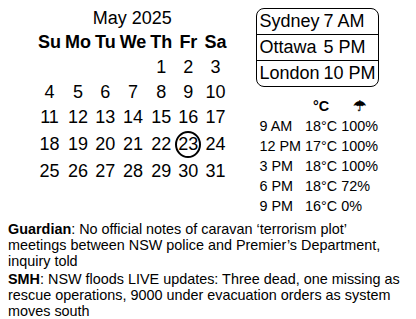 May 2025
Su Mo Tu We Th Fr Sa
1 2 3
4 5 6 7 8 9 10
11 12 13 14 15 16 17
18 19 20 21 22 23 24
25 26 27 28 29 30 31
Sydney 7 AM
Ottawa 5 PM
London 10 PM
°C ☂
9 AM 18°C 100%
12 PM 17°C 100%
3 PM 18°C 100%
6 PM 18°C 72%
9 PM 16°C 0%
Guardian: No official notes of caravan ‘terrorism plot’
meetings between NSW police and Premier’s Department,
inquiry told
SMH: NSW floods LIVE updates: Three dead, one missing as
rescue operations, 9000 under evacuation orders as system
moves south